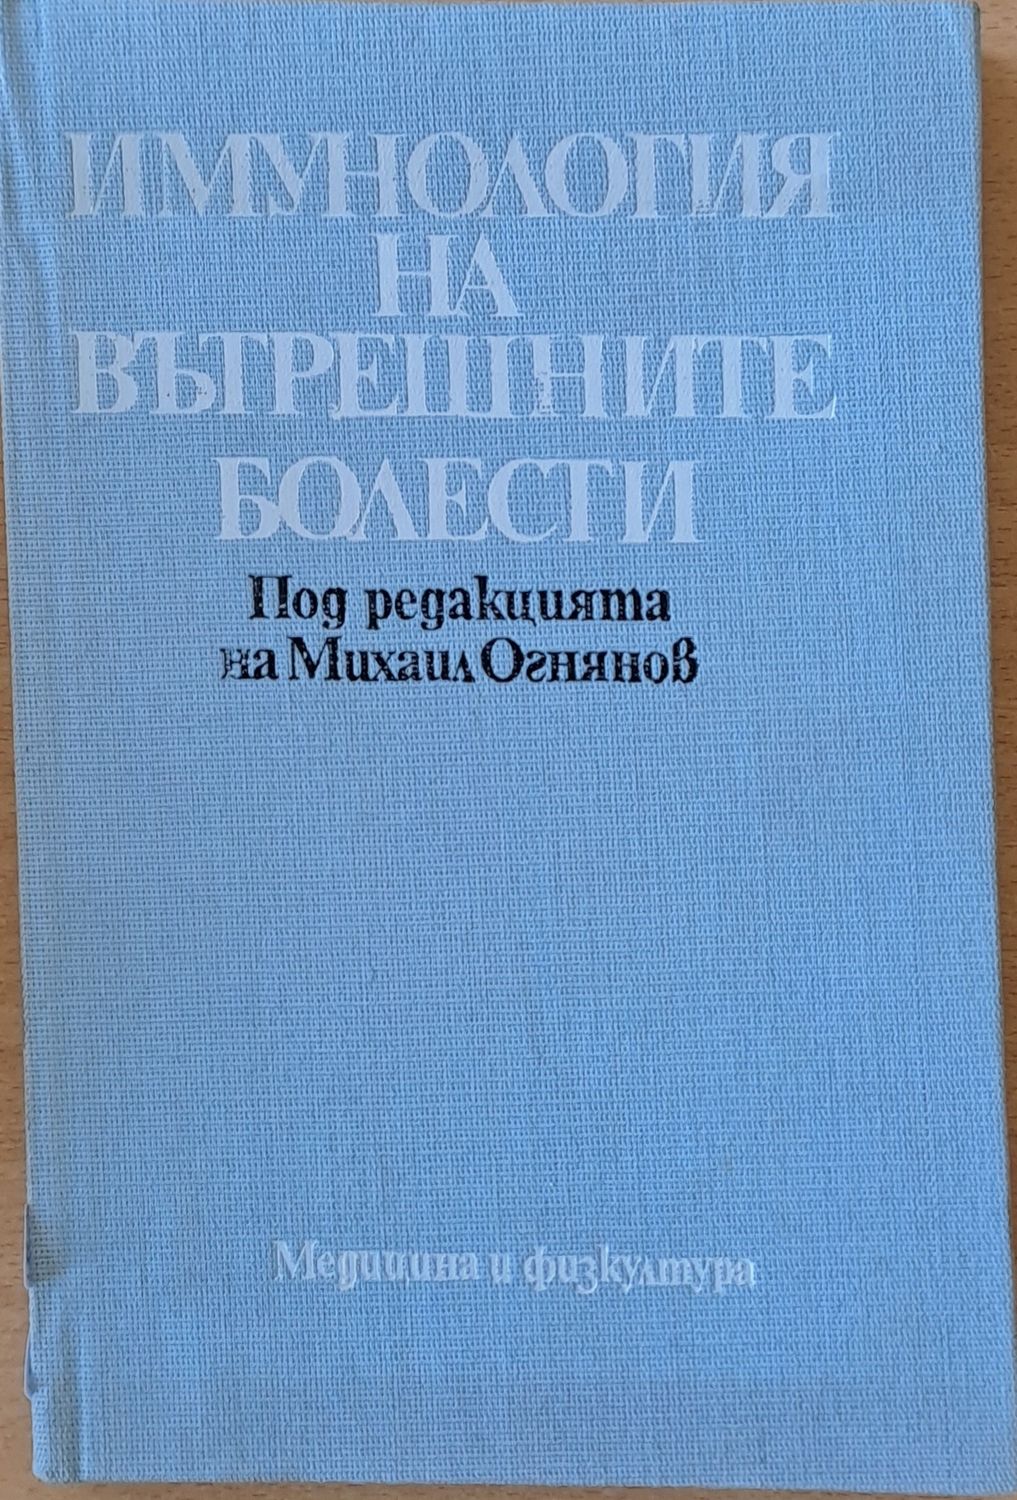 ИМУНОЛОГИЯ
НА
ВЪТРЕШНИТЕ
БОЛЕСТИ
Под редакцията
на Михаил Огнянов
Медицина и физкултура